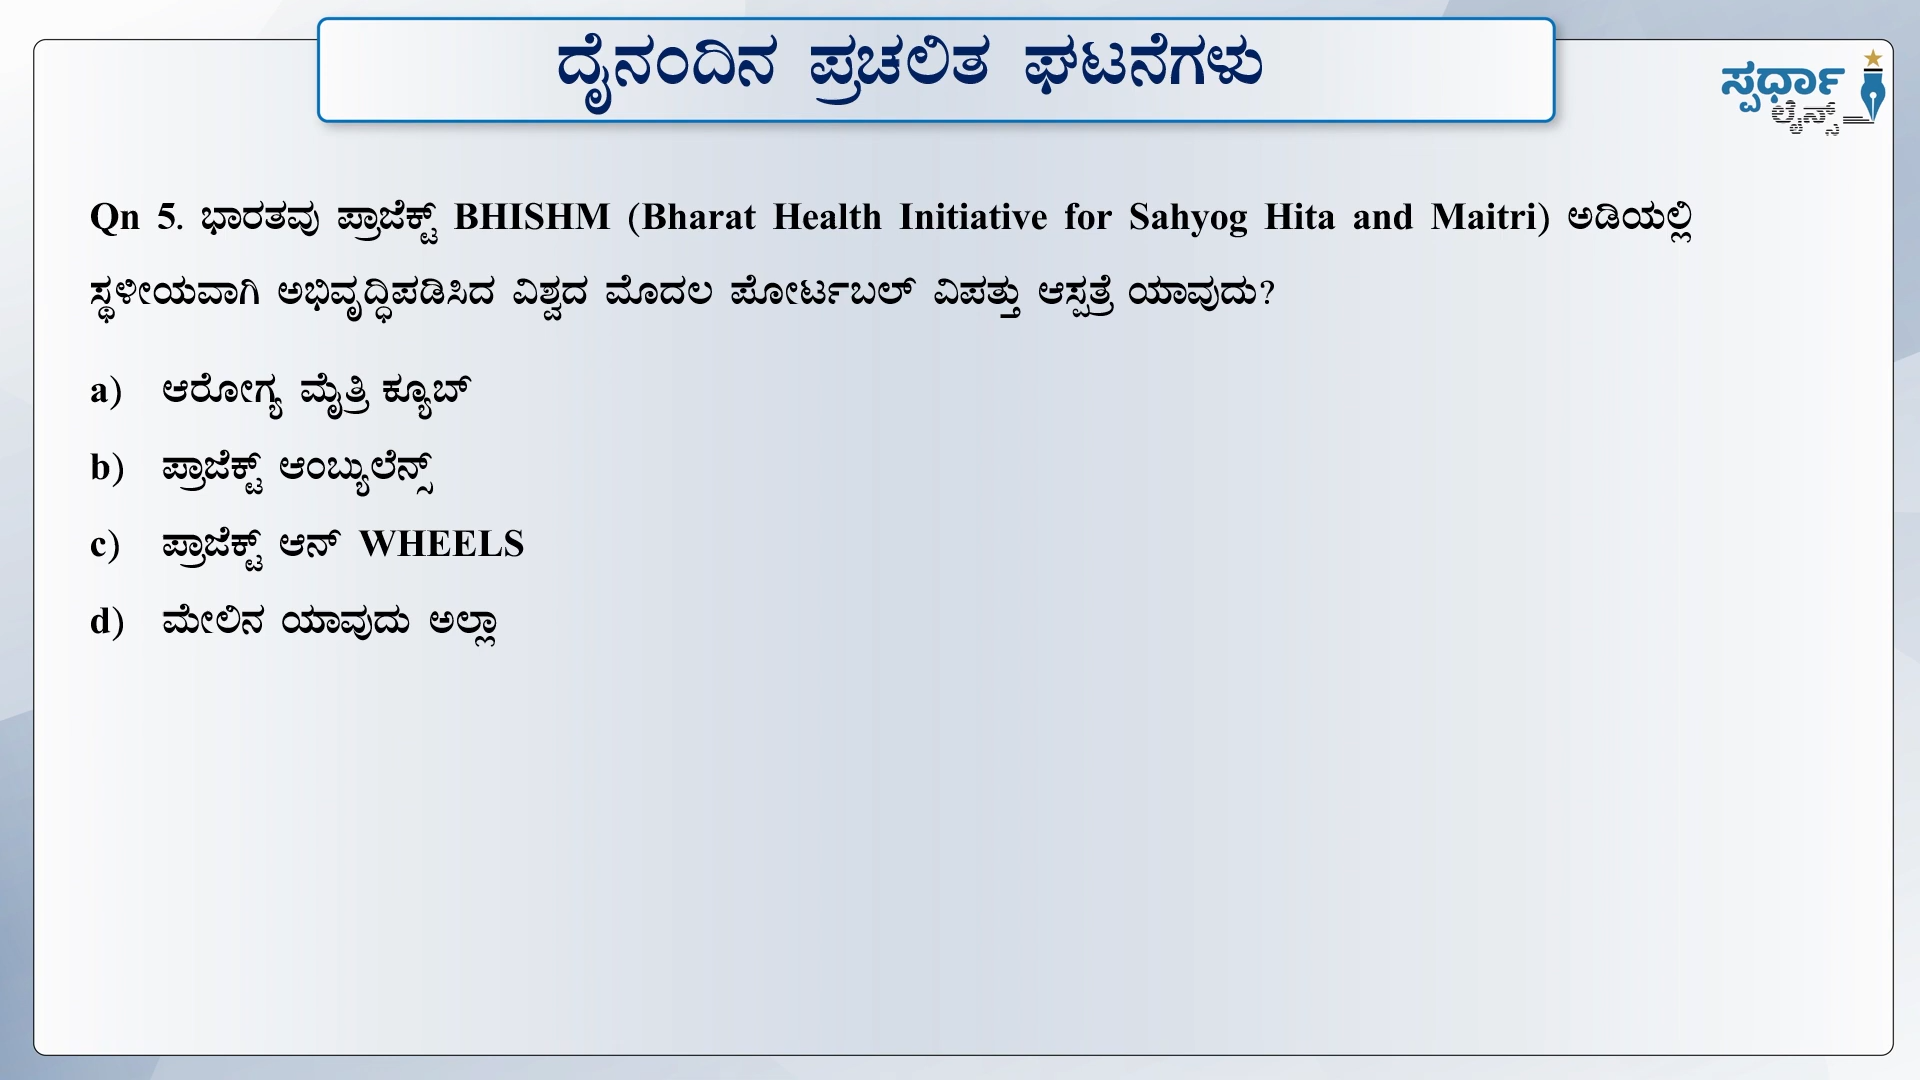 ದೈನಂದಿನ ಪ್ರಚಲಿತ ಘಟನೆಗಳು
ಸ್ಪರ್ಧಾ
ಲೈನ್ಸ್
Qn 5. ಭಾರತವು ಪ್ರಾಜೆಕ್ಟ್ BHISHM (Bharat Health Initiative for Sahyog Hita and Maitri) ಅಡಿಯಲ್ಲಿ
ಸ್ಥಳೀಯವಾಗಿ ಅಭಿವೃದ್ಧಿಪಡಿಸಿದ ವಿಶ್ವದ ಮೊದಲ ಪೋರ್ಟಬಲ್ ವಿಪತ್ತು ಆಸ್ಪತ್ರೆ ಯಾವುದು?
a) ಆರೋಗ್ಯ ಮೈತ್ರಿ ಕ್ಯೂಬ್
b) ಪ್ರಾಜೆಕ್ಟ್ ಆಂಬ್ಯುಲೆನ್ಸ್
c) ಪ್ರಾಜೆಕ್ಟ್ ಆನ್ WHEELS
d) ಮೇಲಿನ ಯಾವುದು ಅಲ್ಲಾ